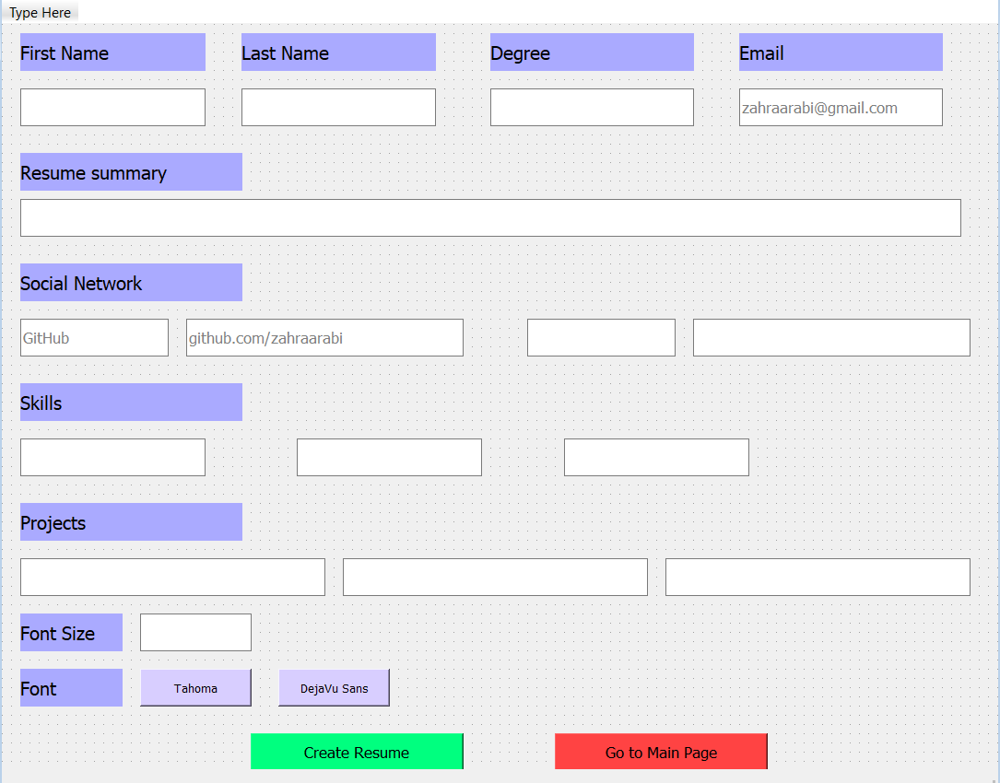 Type Here
First Name Last Name Degree Email
zahraarabi@gmail.com
Resume summary
Social Network
GitHub github.com/zahraarabi
Skills
Projects
Font Size
Font Tahoma DejaVu Sans
Create Resume Go to Main Page